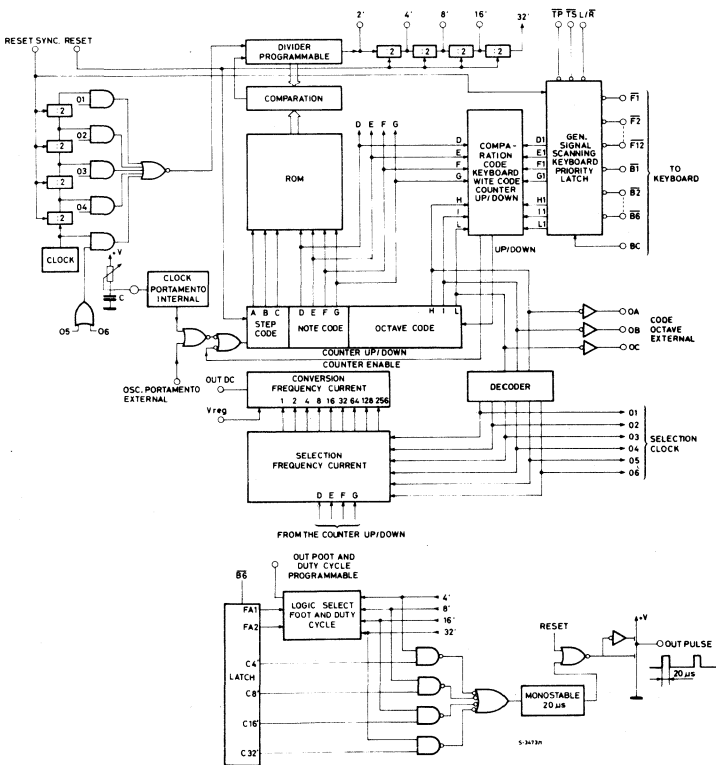 2' 4' 8' 16' 32'
TP TS L/R
RESET SYNC. RESET
DIVIDER
PROGRAMMABLE
: 2 : 2 : 2 : 2
COMPARATION
ROM
: 2
: 2
: 2
: 2
01
02
03
04
CLOCK
05 06
+V
C
CLOCK
PORTAMENTO
INTERNAL
OSC. PORTAMENTO
EXTERNAL
D E F G
D
E
F
G
H
I
L
COMPA-
RATION
CODE
KEYBOARD
WITE CODE
COUNTER
UP/DOWN
D1
E1
F1
G1
H1
I1
L1
GEN.
SIGNAL
SCANNING
KEYBOARD
PRIORITY
LATCH
F1
F2
F12
B1
B2
B6
BC
TO
KEYBOARD
UP/DOWN
A B C D E F G H I L
STEP
CODE
NOTE CODE
OCTAVE CODE
COUNTER UP/DOWN
COUNTER ENABLE
OA
OB
OC
CODE
OCTAVE
EXTERNAL
OUT DC
V reg
CONVERSION
FREQUENCY CURRENT
1 2 4 8 16 32 64 128 256
DECODER
SELECTION
FREQUENCY CURRENT
D E F G
FROM THE COUNTER UP/DOWN
01
02
03
04
05
06
SELECTION
CLOCK
OUT POOT AND
DUTY CYCLE
PROGRAMMABLE
B6
FA1
FA2
LOGIC SELECT
FOOT AND DUTY
CYCLE
4'
8'
16'
32'
C4'
LATCH
C8'
C16'
C32'
RESET
MONOSTABLE
20 µs
+V
OUT PULSE
20 µs
S-3473/1